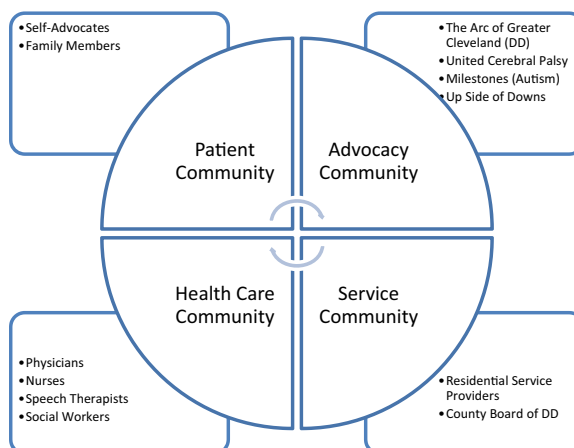 •Self-Advocates
•Family Members
•The Arc of Greater
Cleveland (DD)
•United Cerebral Palsy
•Milestones (Autism)
•Up Side of Downs
Patient
Community
Advocacy
Community
Health Care
Community
Service
Community
•Physicians
•Nurses
•Speech Therapists
•Social Workers
•Residential Service
Providers
•County Board of DD